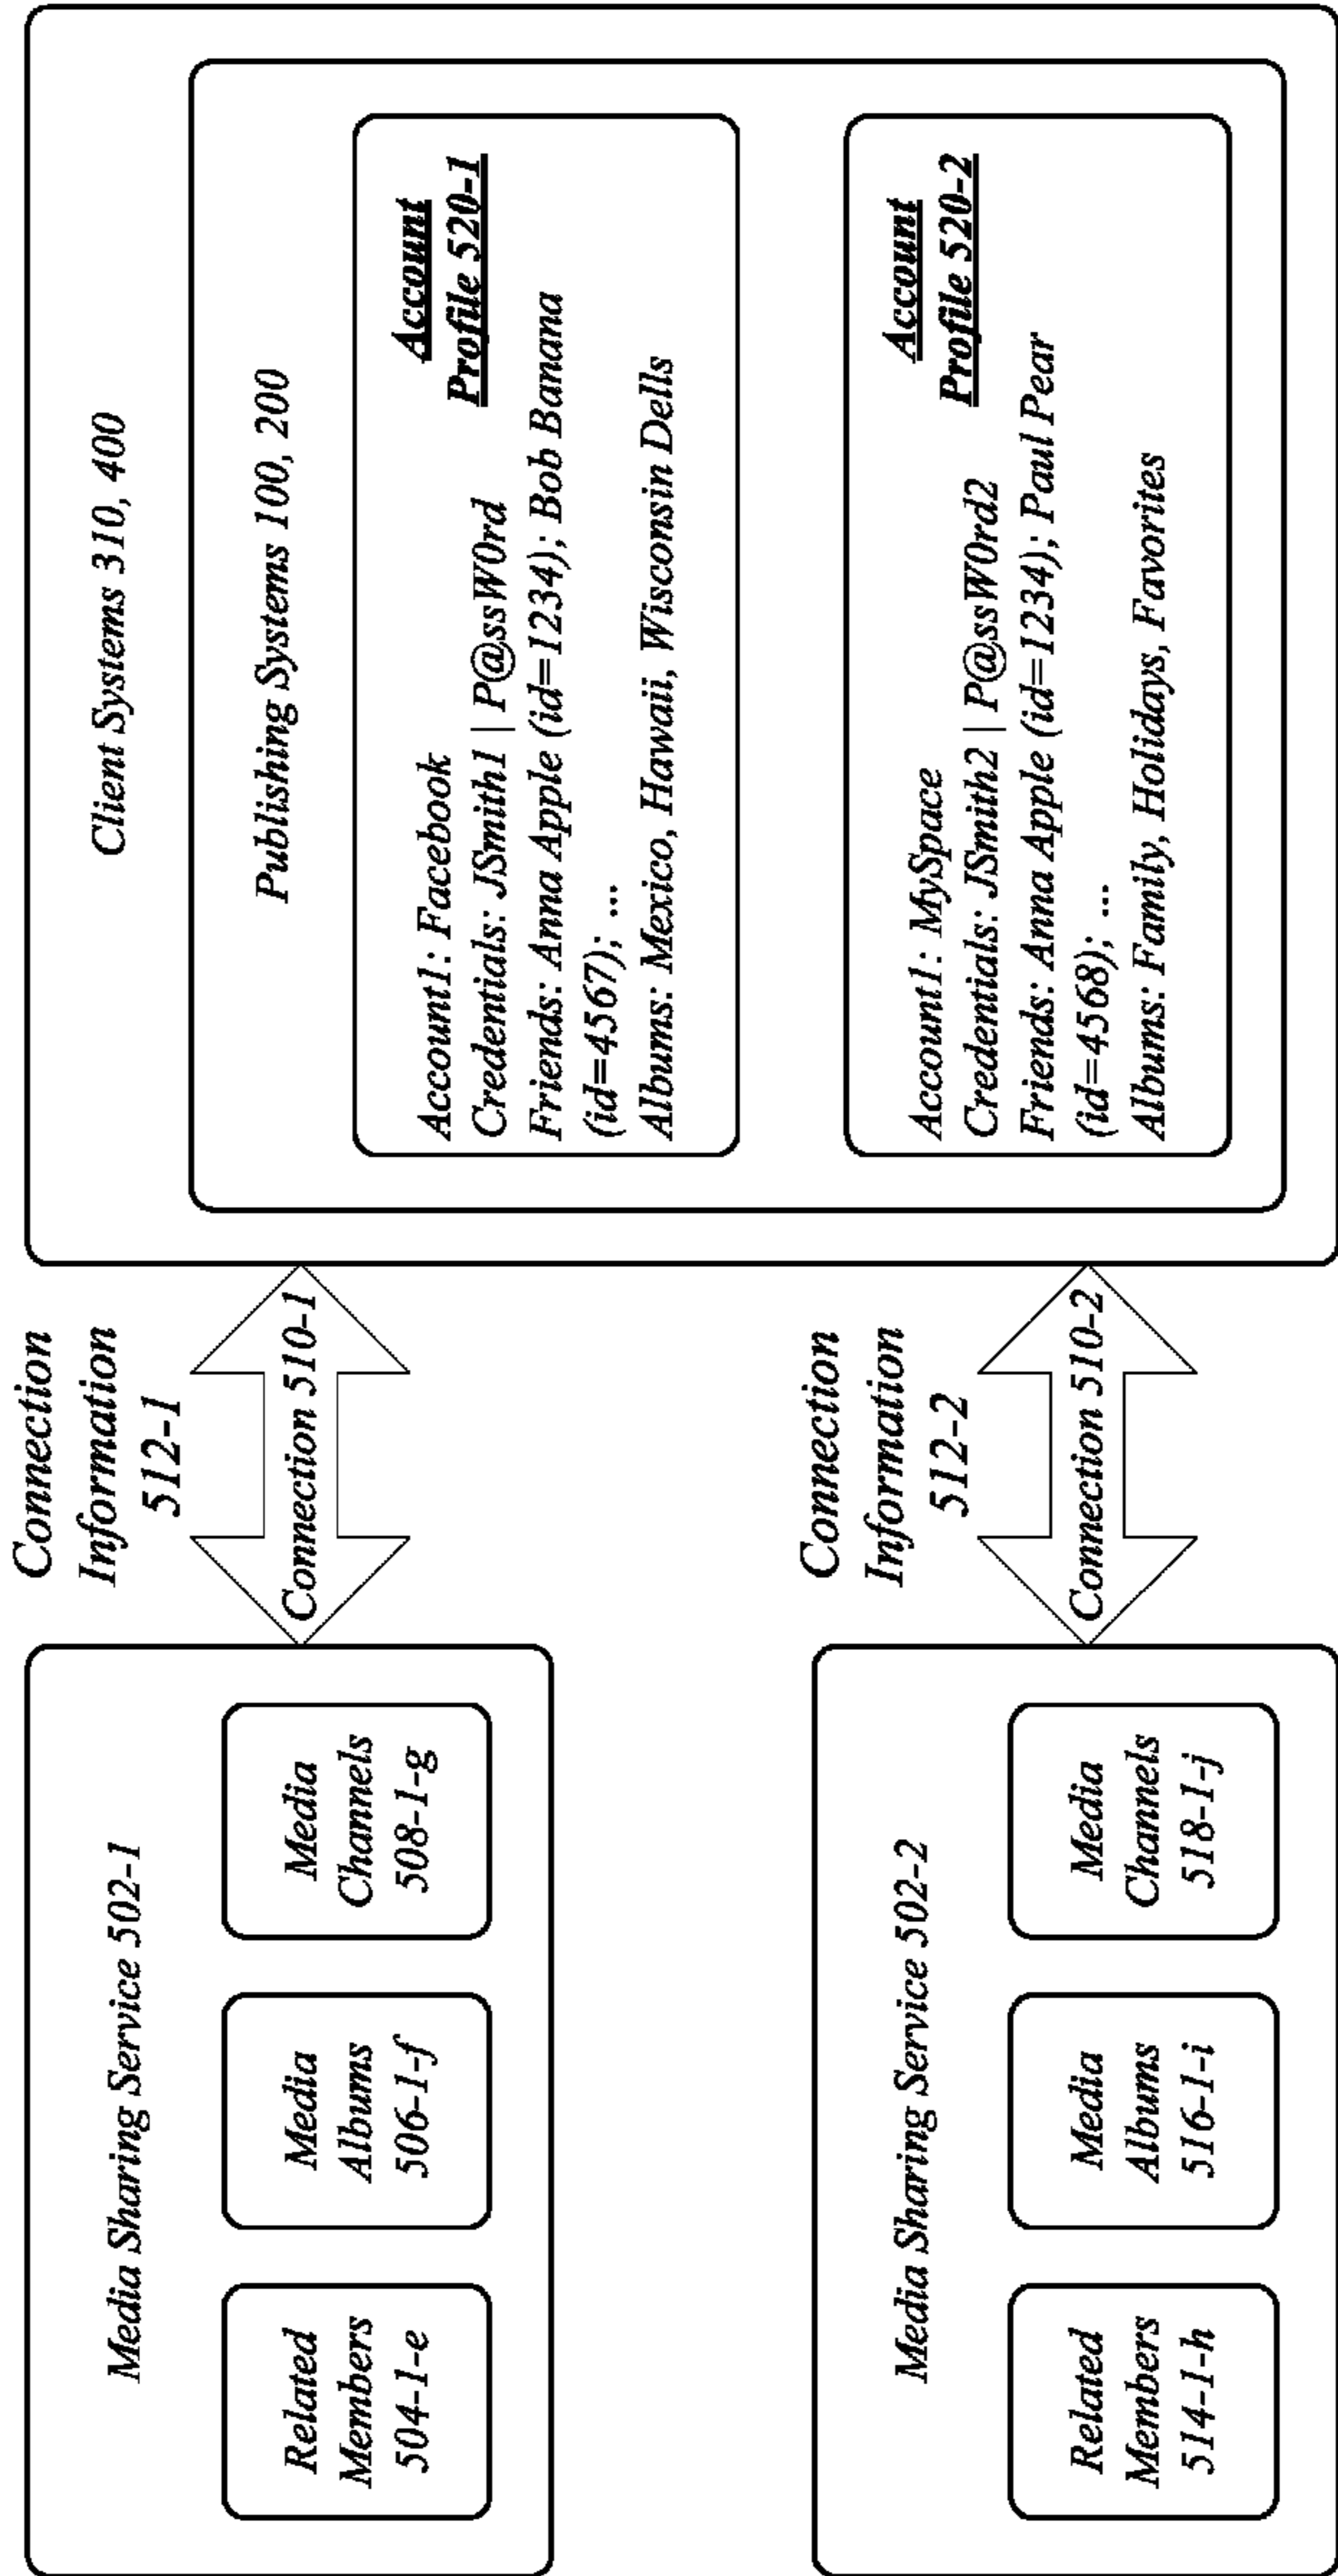 Media Sharing Service 502-1
Related
Members
504-1-e
Media
Albums
506-1-f
Media
Channels
508-1-g
Connection
Information
512-1
Connection 510-1
Media Sharing Service 502-2
Related
Members
514-1-h
Media
Albums
516-1-i
Media
Channels
518-1-j
Connection
Information
512-2
Connection 510-2
Client Systems 310, 400
Publishing Systems 100, 200
Account
Profile 520-1
Account1: Facebook
Credentials: JSmith1 | P@ssW0rd
Friends: Anna Apple (id=1234); Bob Banana
(id=4567); ...
Albums: Mexico, Hawaii, Wisconsin Dells
Account
Profile 520-2
Account1: MySpace
Credentials: JSmith2 | P@ssW0rd2
Friends: Anna Apple (id=1234); Paul Pear
(id=4568); ...
Albums: Family, Holidays, Favorites